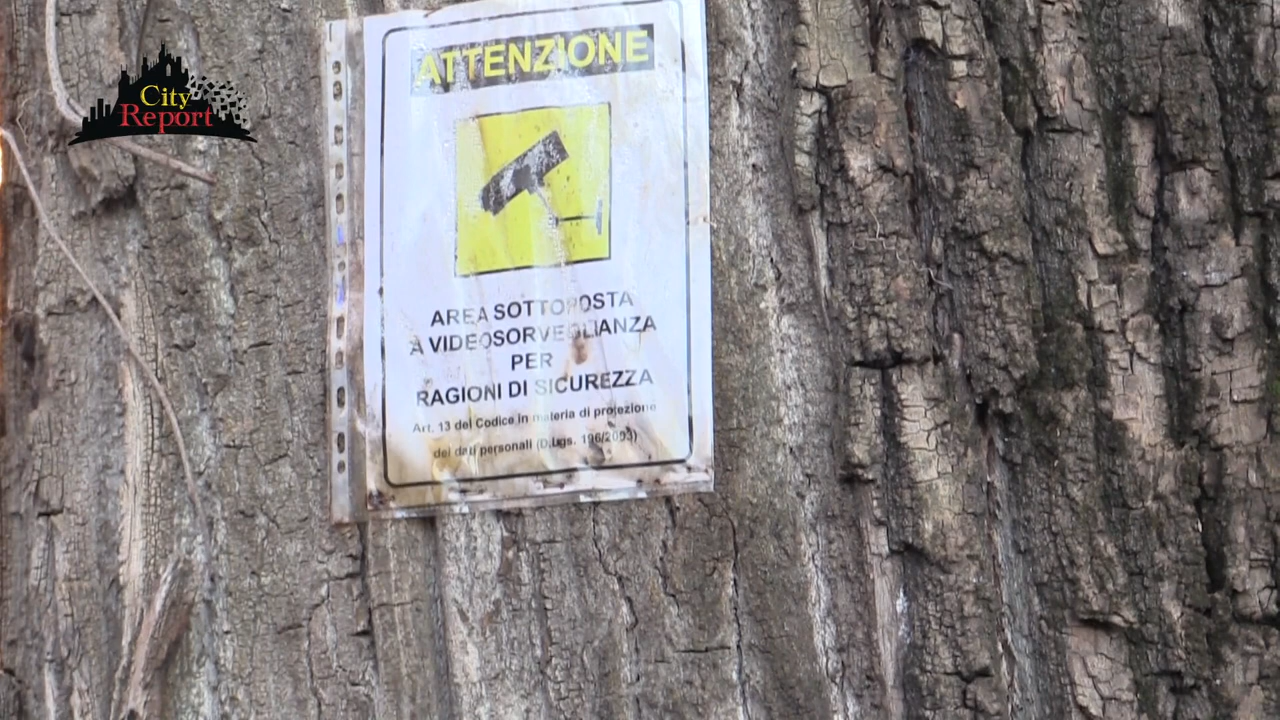 City
Report
ATTENZIONE
AREA SOTTOPOSTA
A VIDEOSORVEGLIANZA
PER
RAGIONI DI SICUREZZA
Art. 13 del Codice in materia di protezione
dei dati personali (D.Lgs. 196/2003)